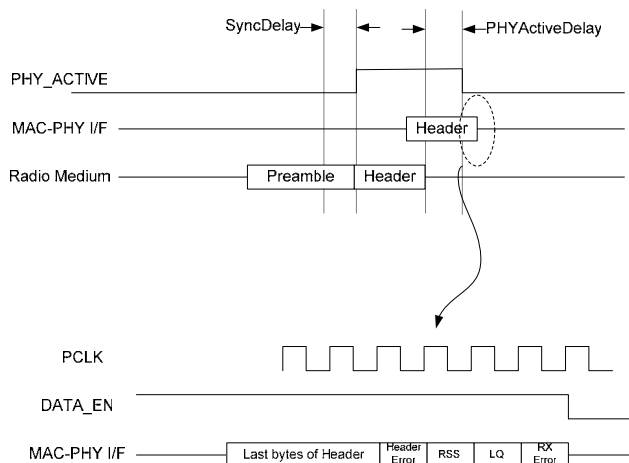 SyncDelay
PHYActiveDelay
PHY_ACTIVE
MAC-PHY I/F
Header
Radio Medium
Preamble
Header
PCLK
DATA_EN
MAC-PHY I/F
Last bytes of Header
Header
Error
RSS
LQ
RX
Error